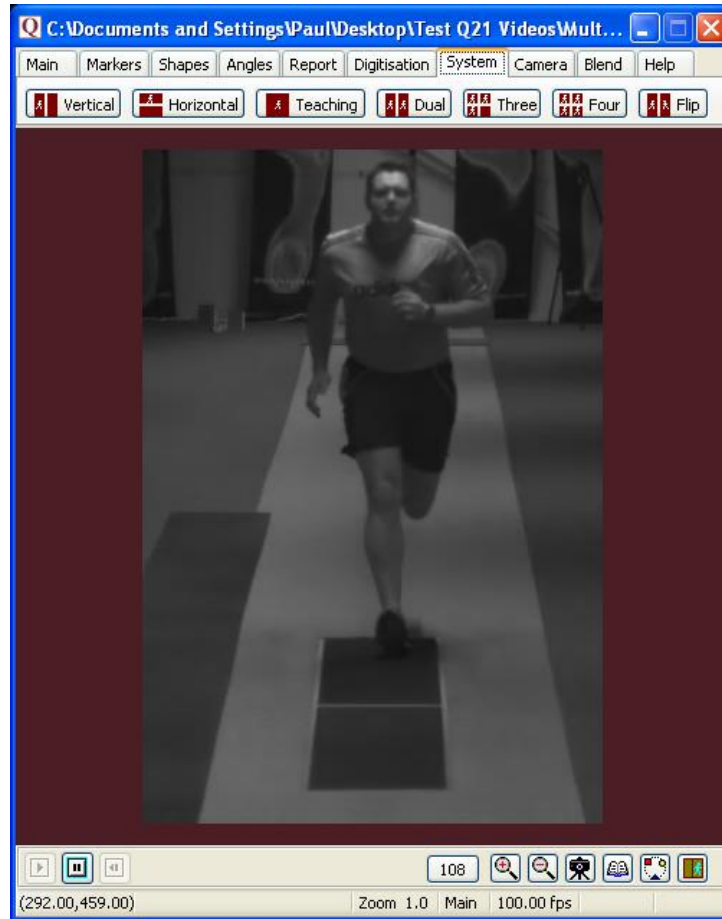 Q C:\Documents and Settings\Paul\Desktop\Test Q21 Videos\Mult...
Main Markers Shapes Angles Report Digitisation System Camera Blend Help
Vertical Horizontal Teaching Dual Three Four Flip
108
(292.00,459.00) Zoom 1.0 Main 100.00 fps